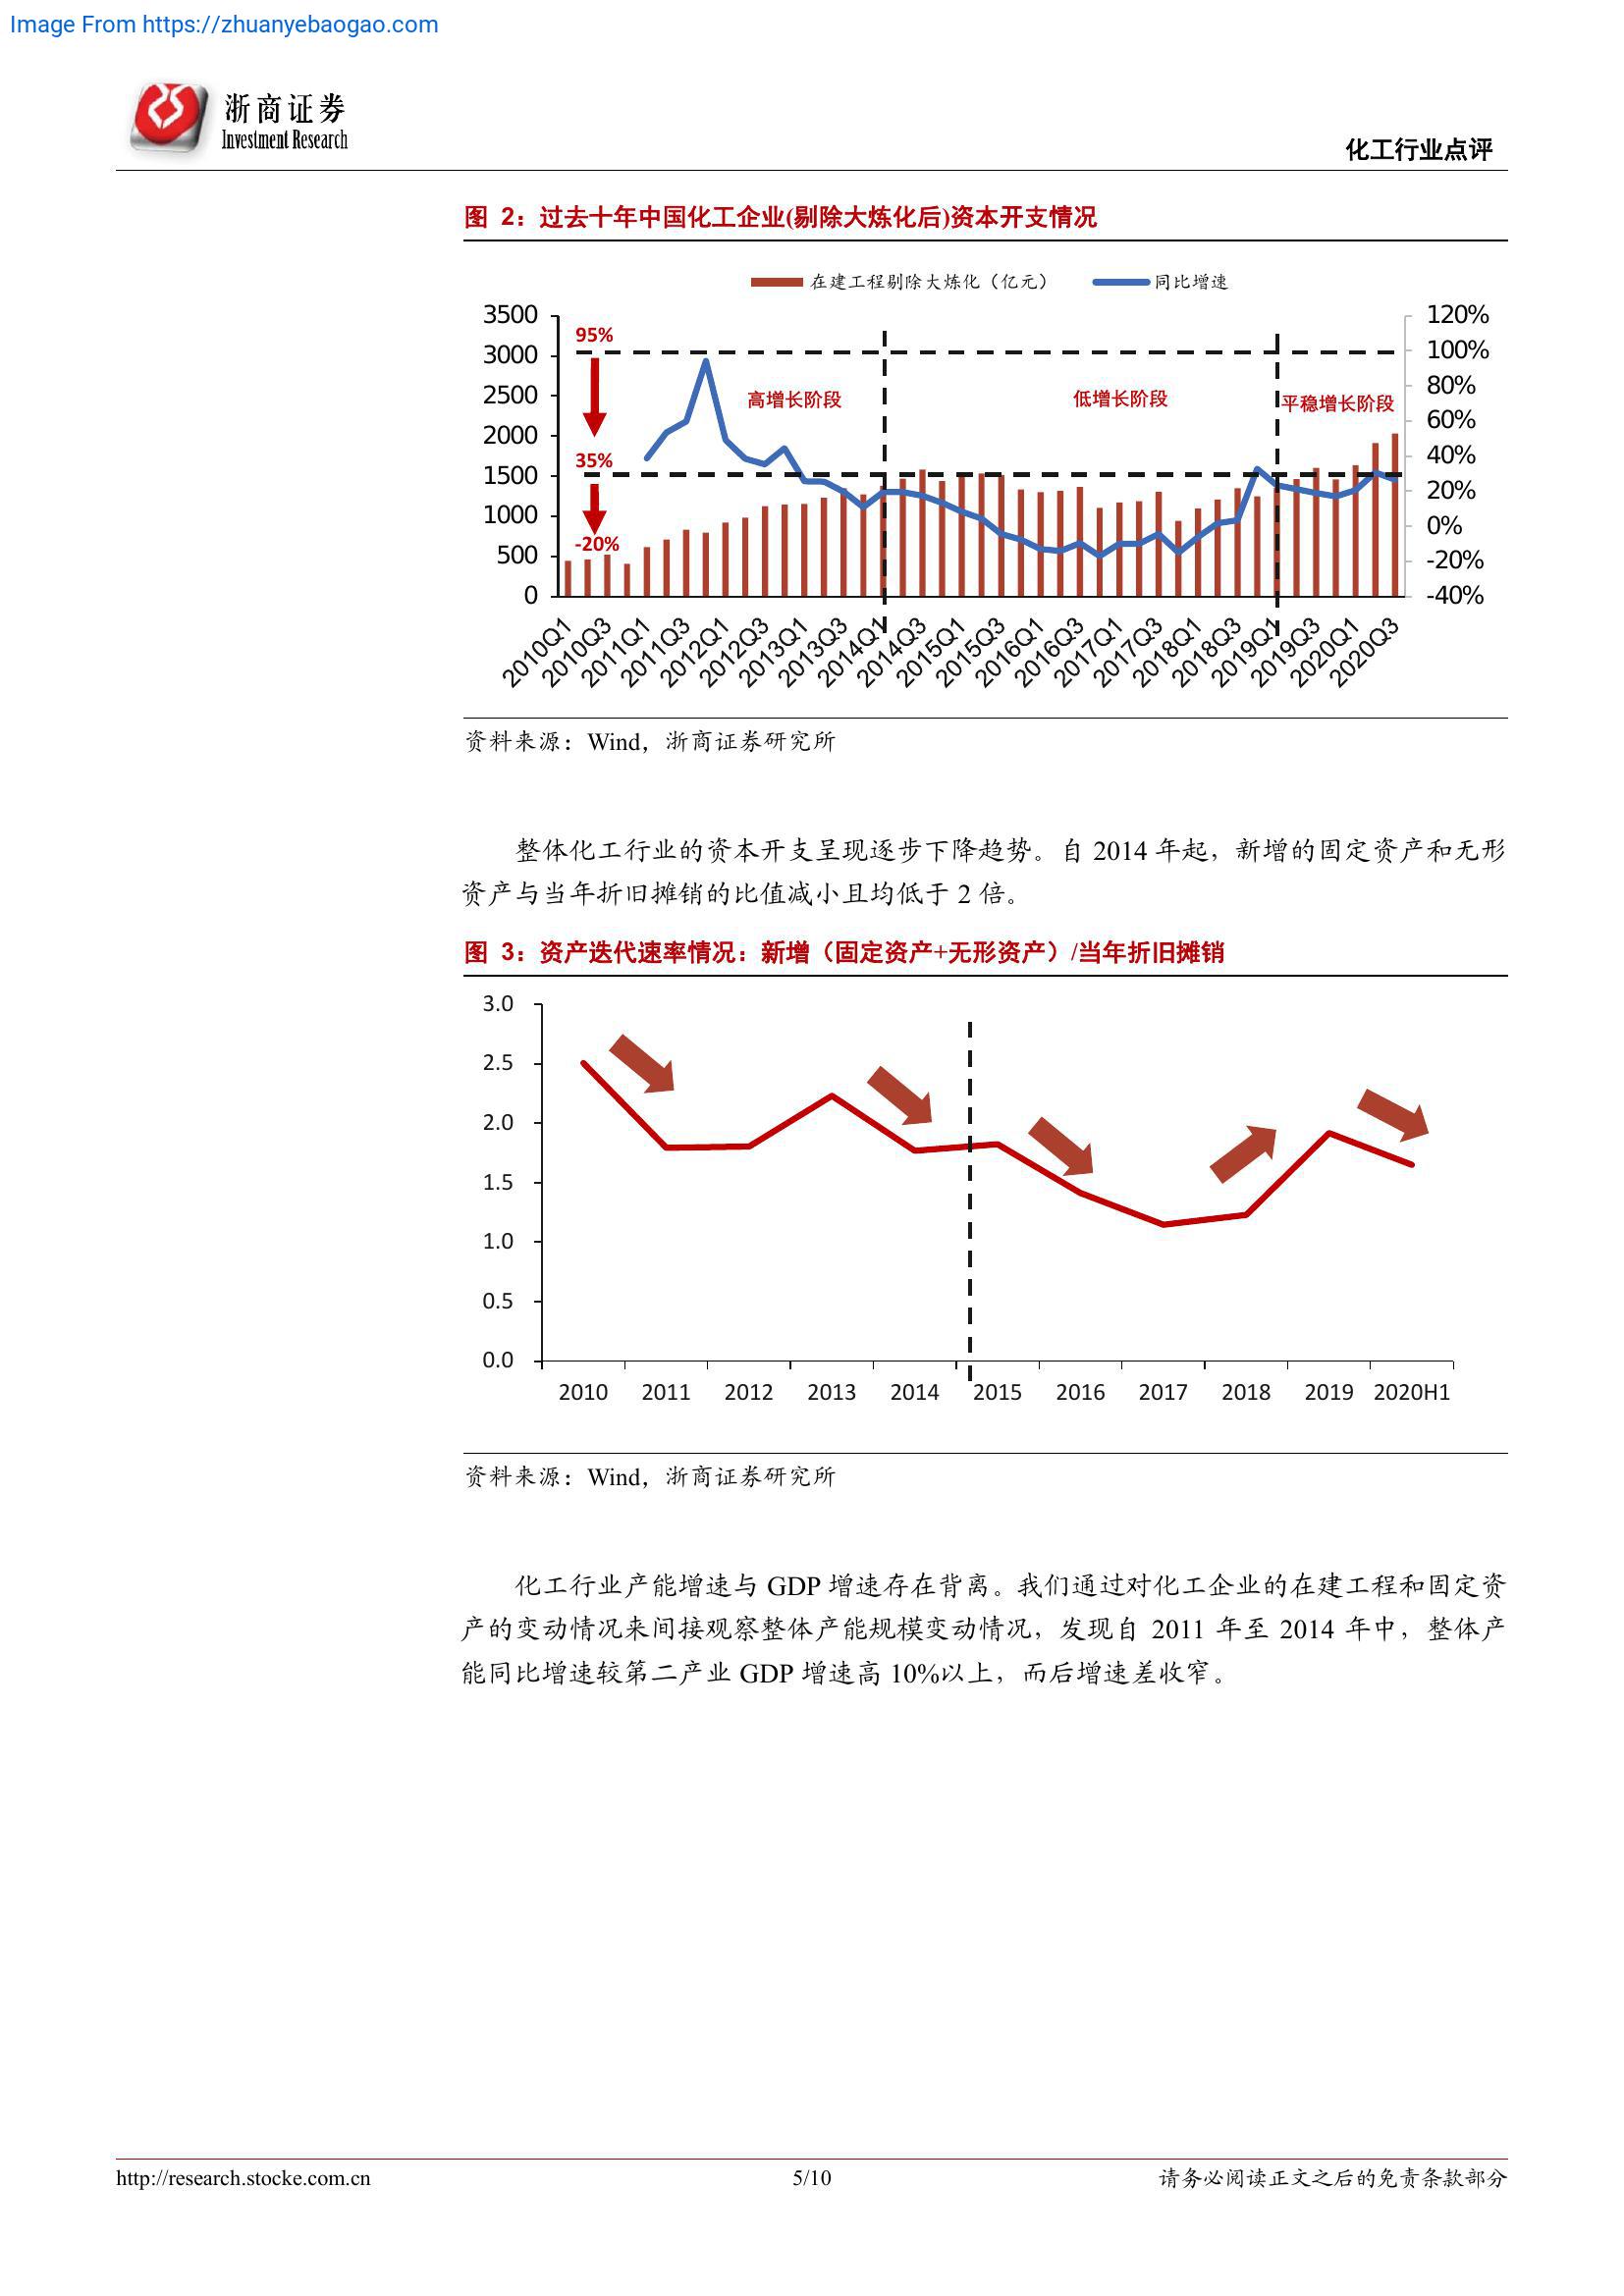 Image From https://zhuanyebaogao.com
浙商证券
Investment Research
化工行业点评
图 2：过去十年中国化工企业(剔除大炼化后)资本开支情况
在建工程剔除大炼化（亿元） 同比增速
3500 120%
95%
3000 100%
2500 80%
高增长阶段 低增长阶段 平稳增长阶段
2000 60%
35%
1500 40%
1000 20%
-20%
500 0%
0 -20%
-40%
2010Q1 2010Q3 2011Q1 2011Q3 2012Q1 2012Q3 2013Q1 2013Q3 2014Q1 2014Q3 2015Q1 2015Q3 2016Q1 2016Q3 2017Q1 2017Q3 2018Q1 2018Q3 2019Q1 2019Q3 2020Q1 2020Q3
资料来源：Wind，浙商证券研究所
整体化工行业的资本开支呈现逐步下降趋势。自 2014 年起，新增的固定资产和无形
资产与当年折旧摊销的比值减小且均低于 2 倍。
图 3：资产迭代速率情况：新增（固定资产+无形资产）/当年折旧摊销
3.0
2.5
2.0
1.5
1.0
0.5
0.0
2010 2011 2012 2013 2014 2015 2016 2017 2018 2019 2020H1
资料来源：Wind，浙商证券研究所
化工行业产能增速与 GDP 增速存在背离。我们通过对化工企业的在建工程和固定资
产的变动情况来间接观察整体产能规模变动情况，发现自 2011 年至 2014 年中，整体产
能同比增速较第二产业 GDP 增速高 10%以上，而后增速差收窄。
http://research.stocke.com.cn 5/10 请务必阅读正文之后的免责条款部分